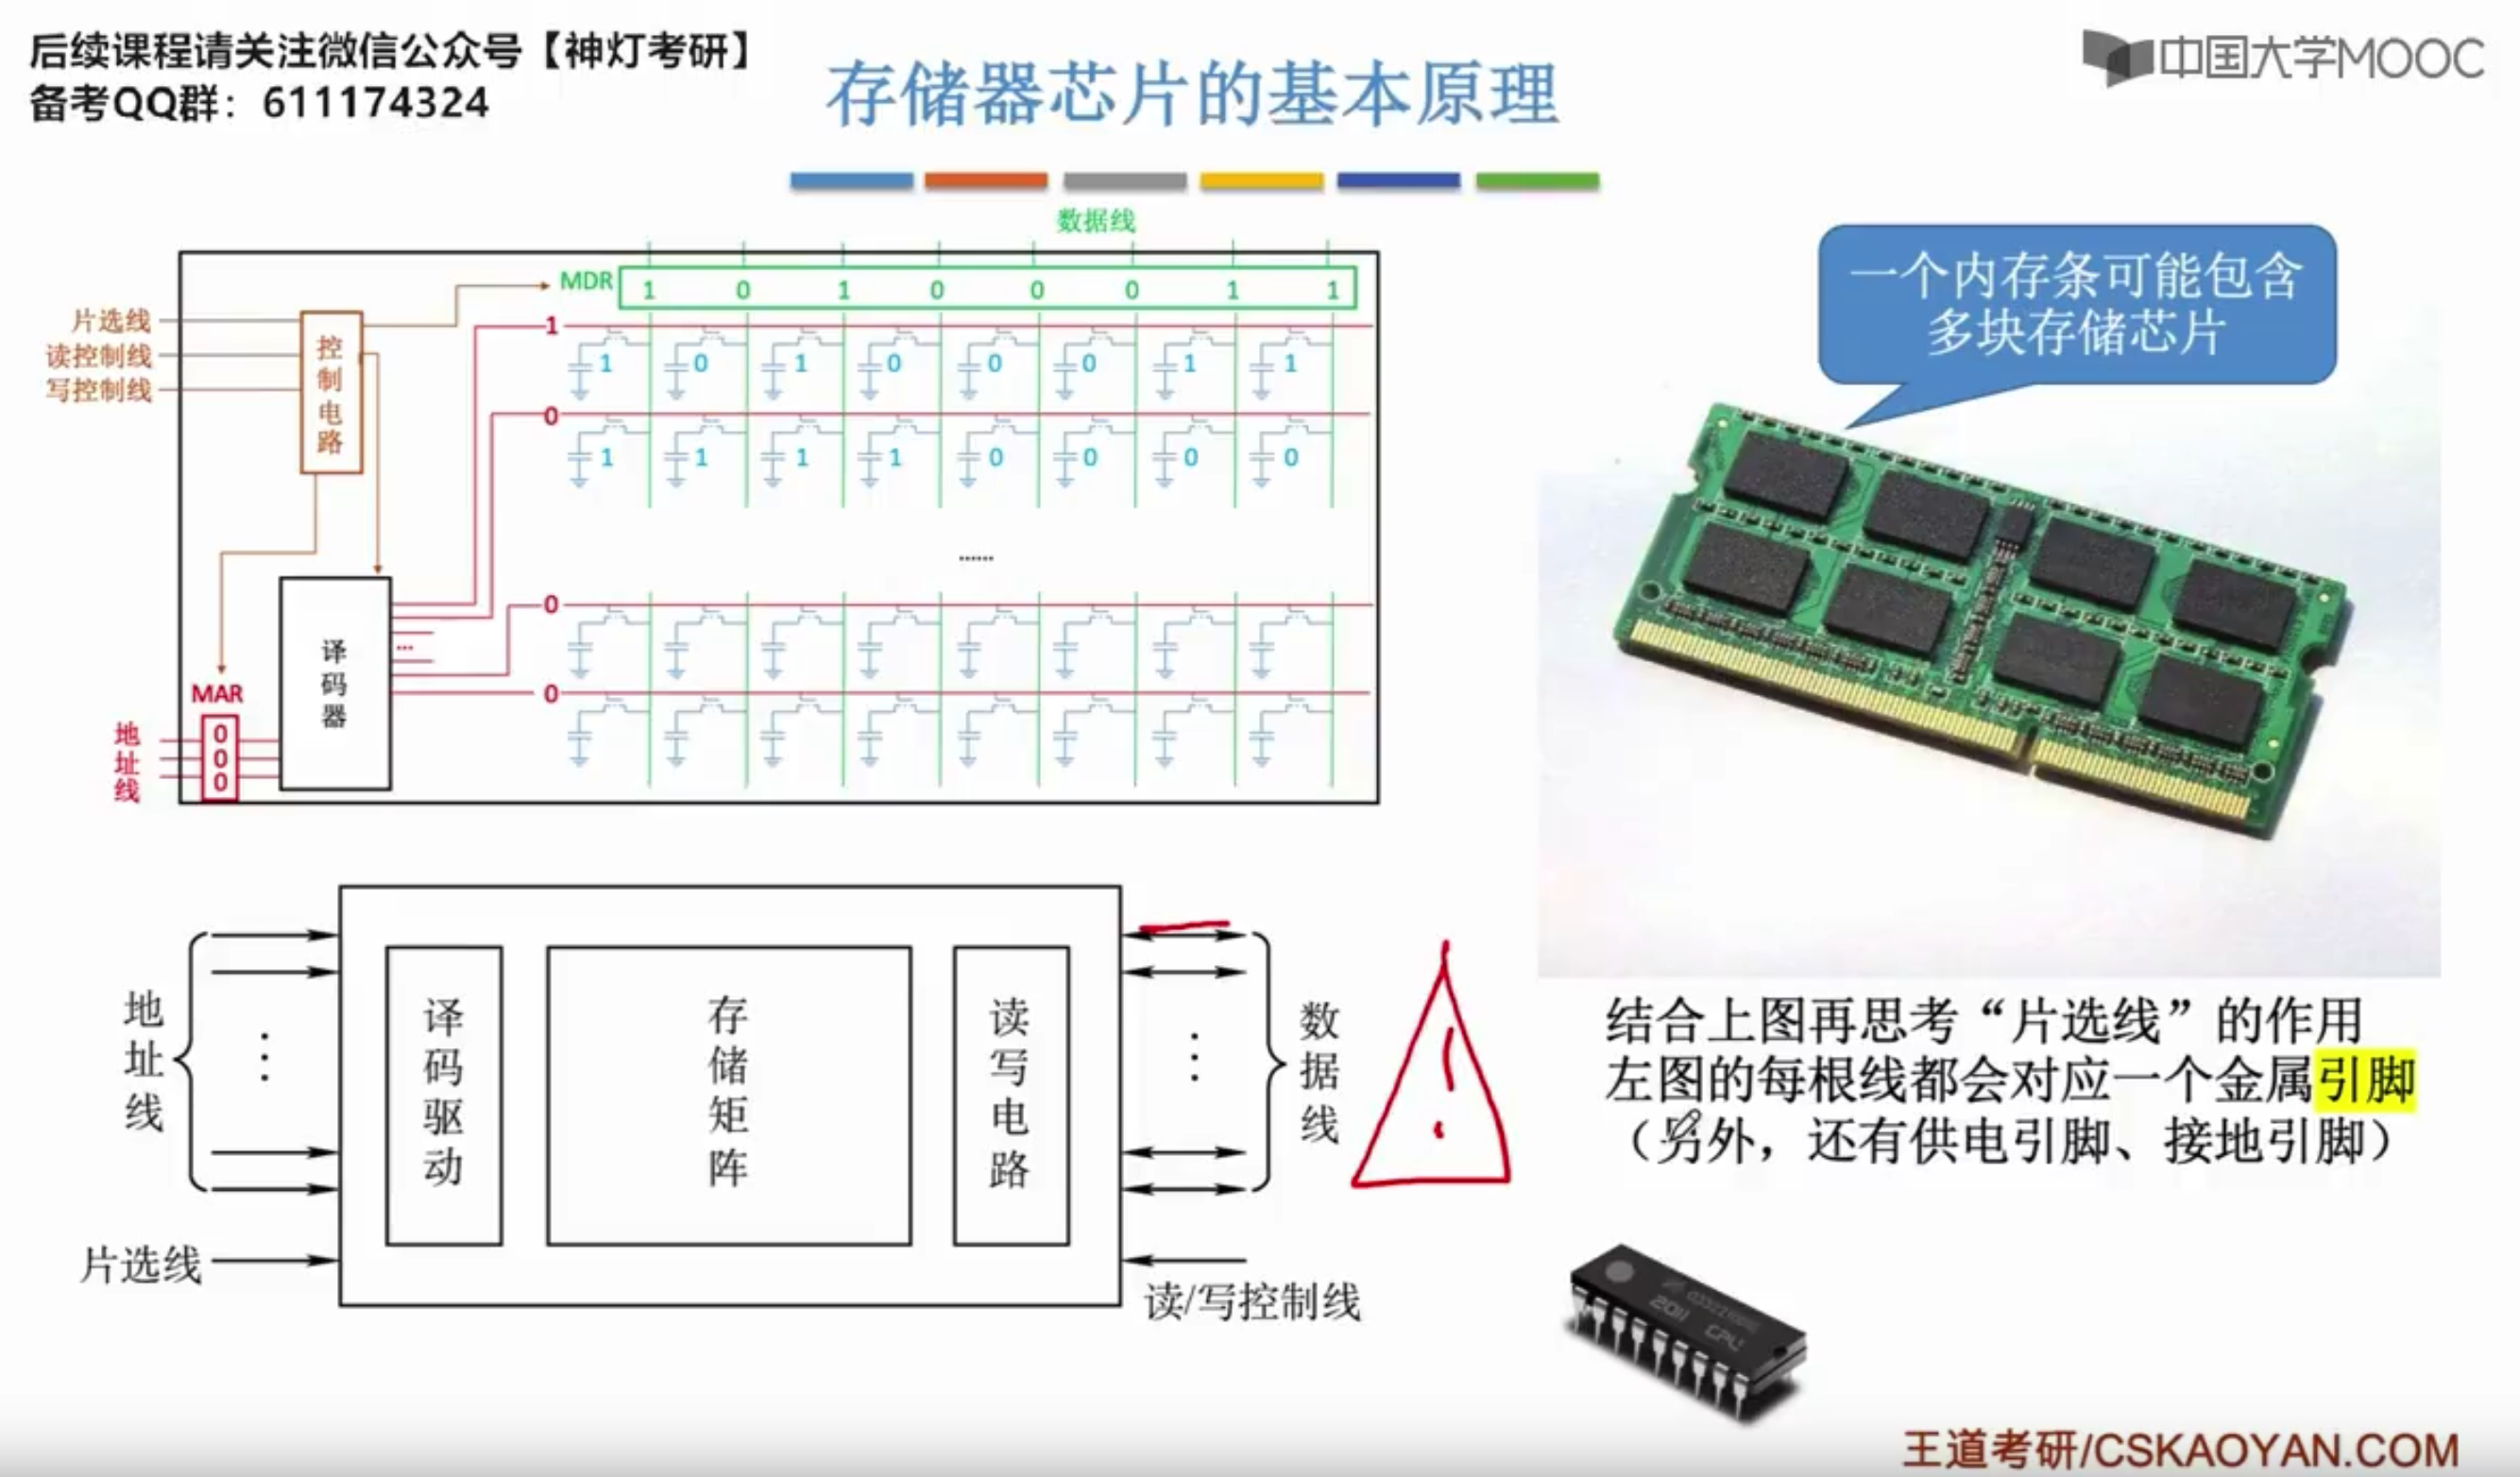 后续课程请关注微信公众号【神灯考研】
备考QQ群：611174324
中国大学MOOC
存储器芯片的基本原理
数据线
MDR 1 0 1 0 0 0 1 1
片选线
读控制线
写控制线
控制电路
1
1 0 1 0 0 0 1 1
0
1 1 1 1 0 0 0 0
......
0
0
译码器
...
MAR
地址线
0
0
0
一个内存条可能包含
多块存储芯片
地址线
译码驱动
存储矩阵
读写电路
数据线
片选线
读/写控制线
结合上图再思考“片选线”的作用
左图的每根线都会对应一个金属引脚
（另外，还有供电引脚、接地引脚）
2011 CPU
王道考研/CSKAOYAN.COM